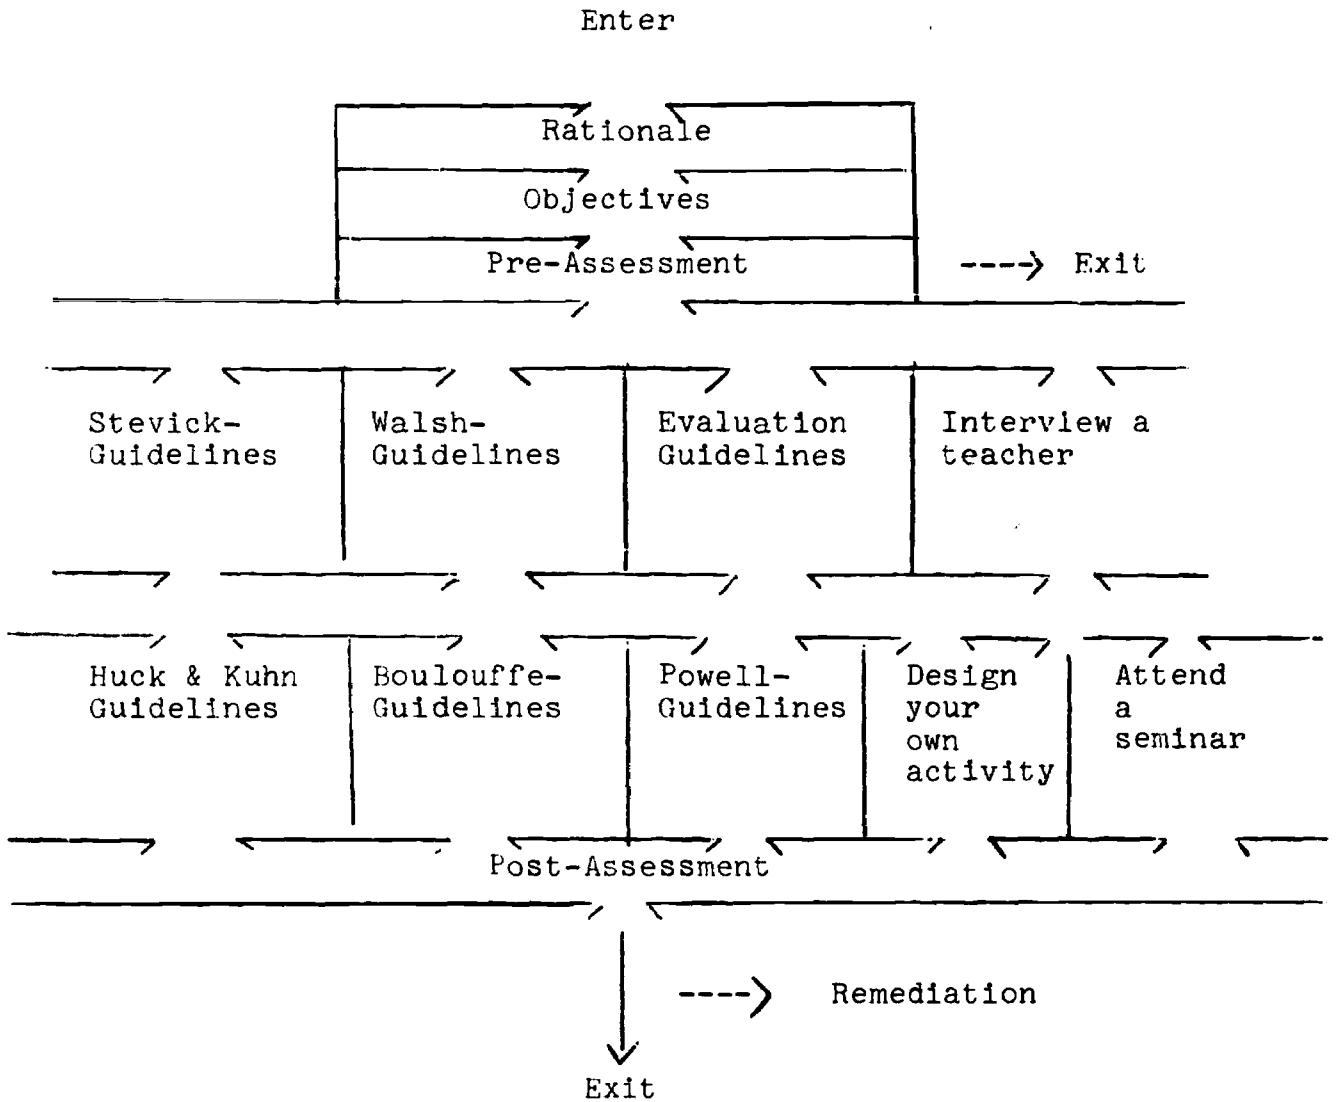 Enter
Rationale
Objectives
Pre-Assessment
Exit
Stevick-
Guidelines
Walsh-
Guidelines
Evaluation
Guidelines
Interview a
teacher
Huck & Kuhn
Guidelines
Boulouffe-
Guidelines
Powell-
Guidelines
Design
your
own
activity
Attend
a
seminar
Post-Assessment
Remediation
Exit